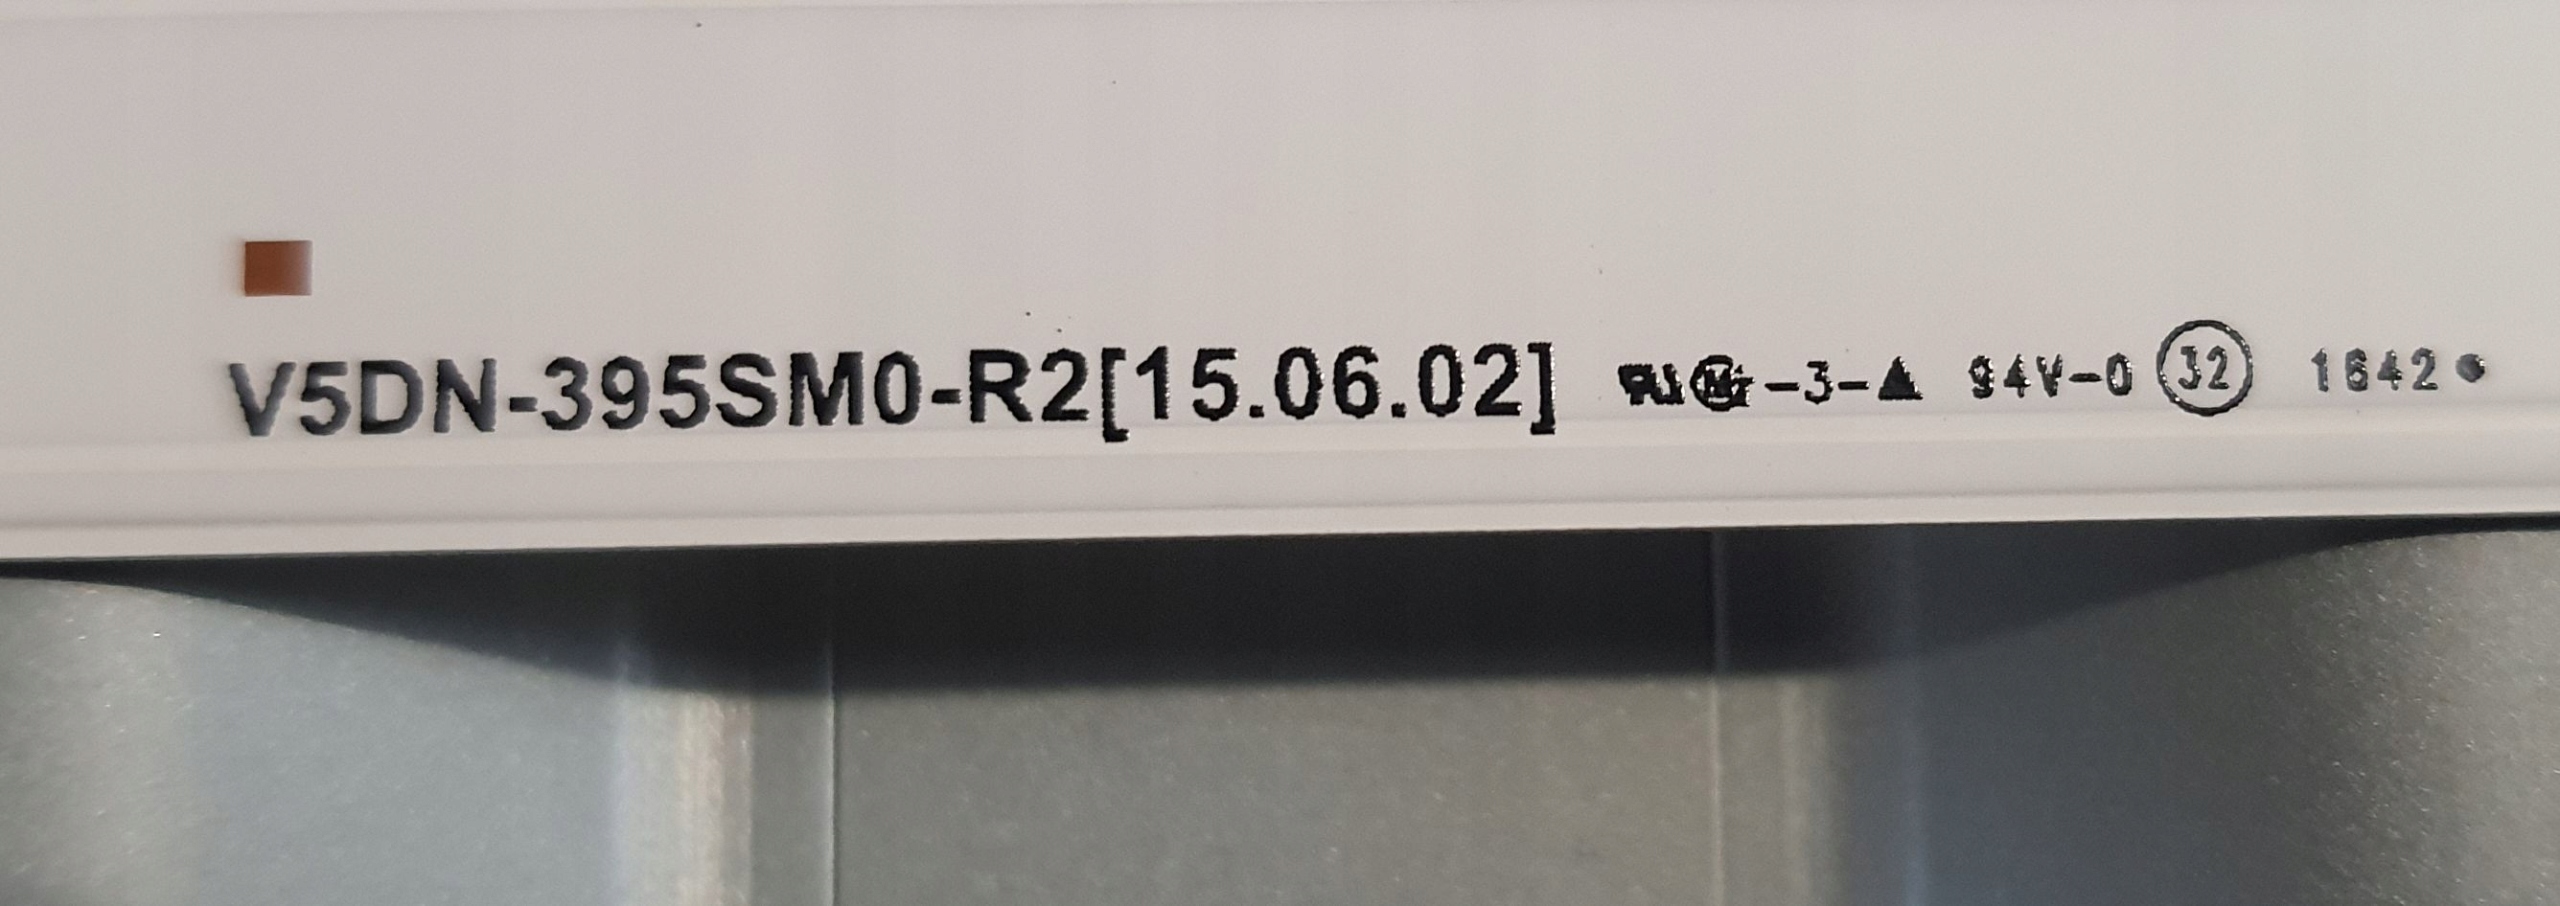 V5DN-395SM0-R2[15.06.02] -3-▲ 94V-0 32 1642